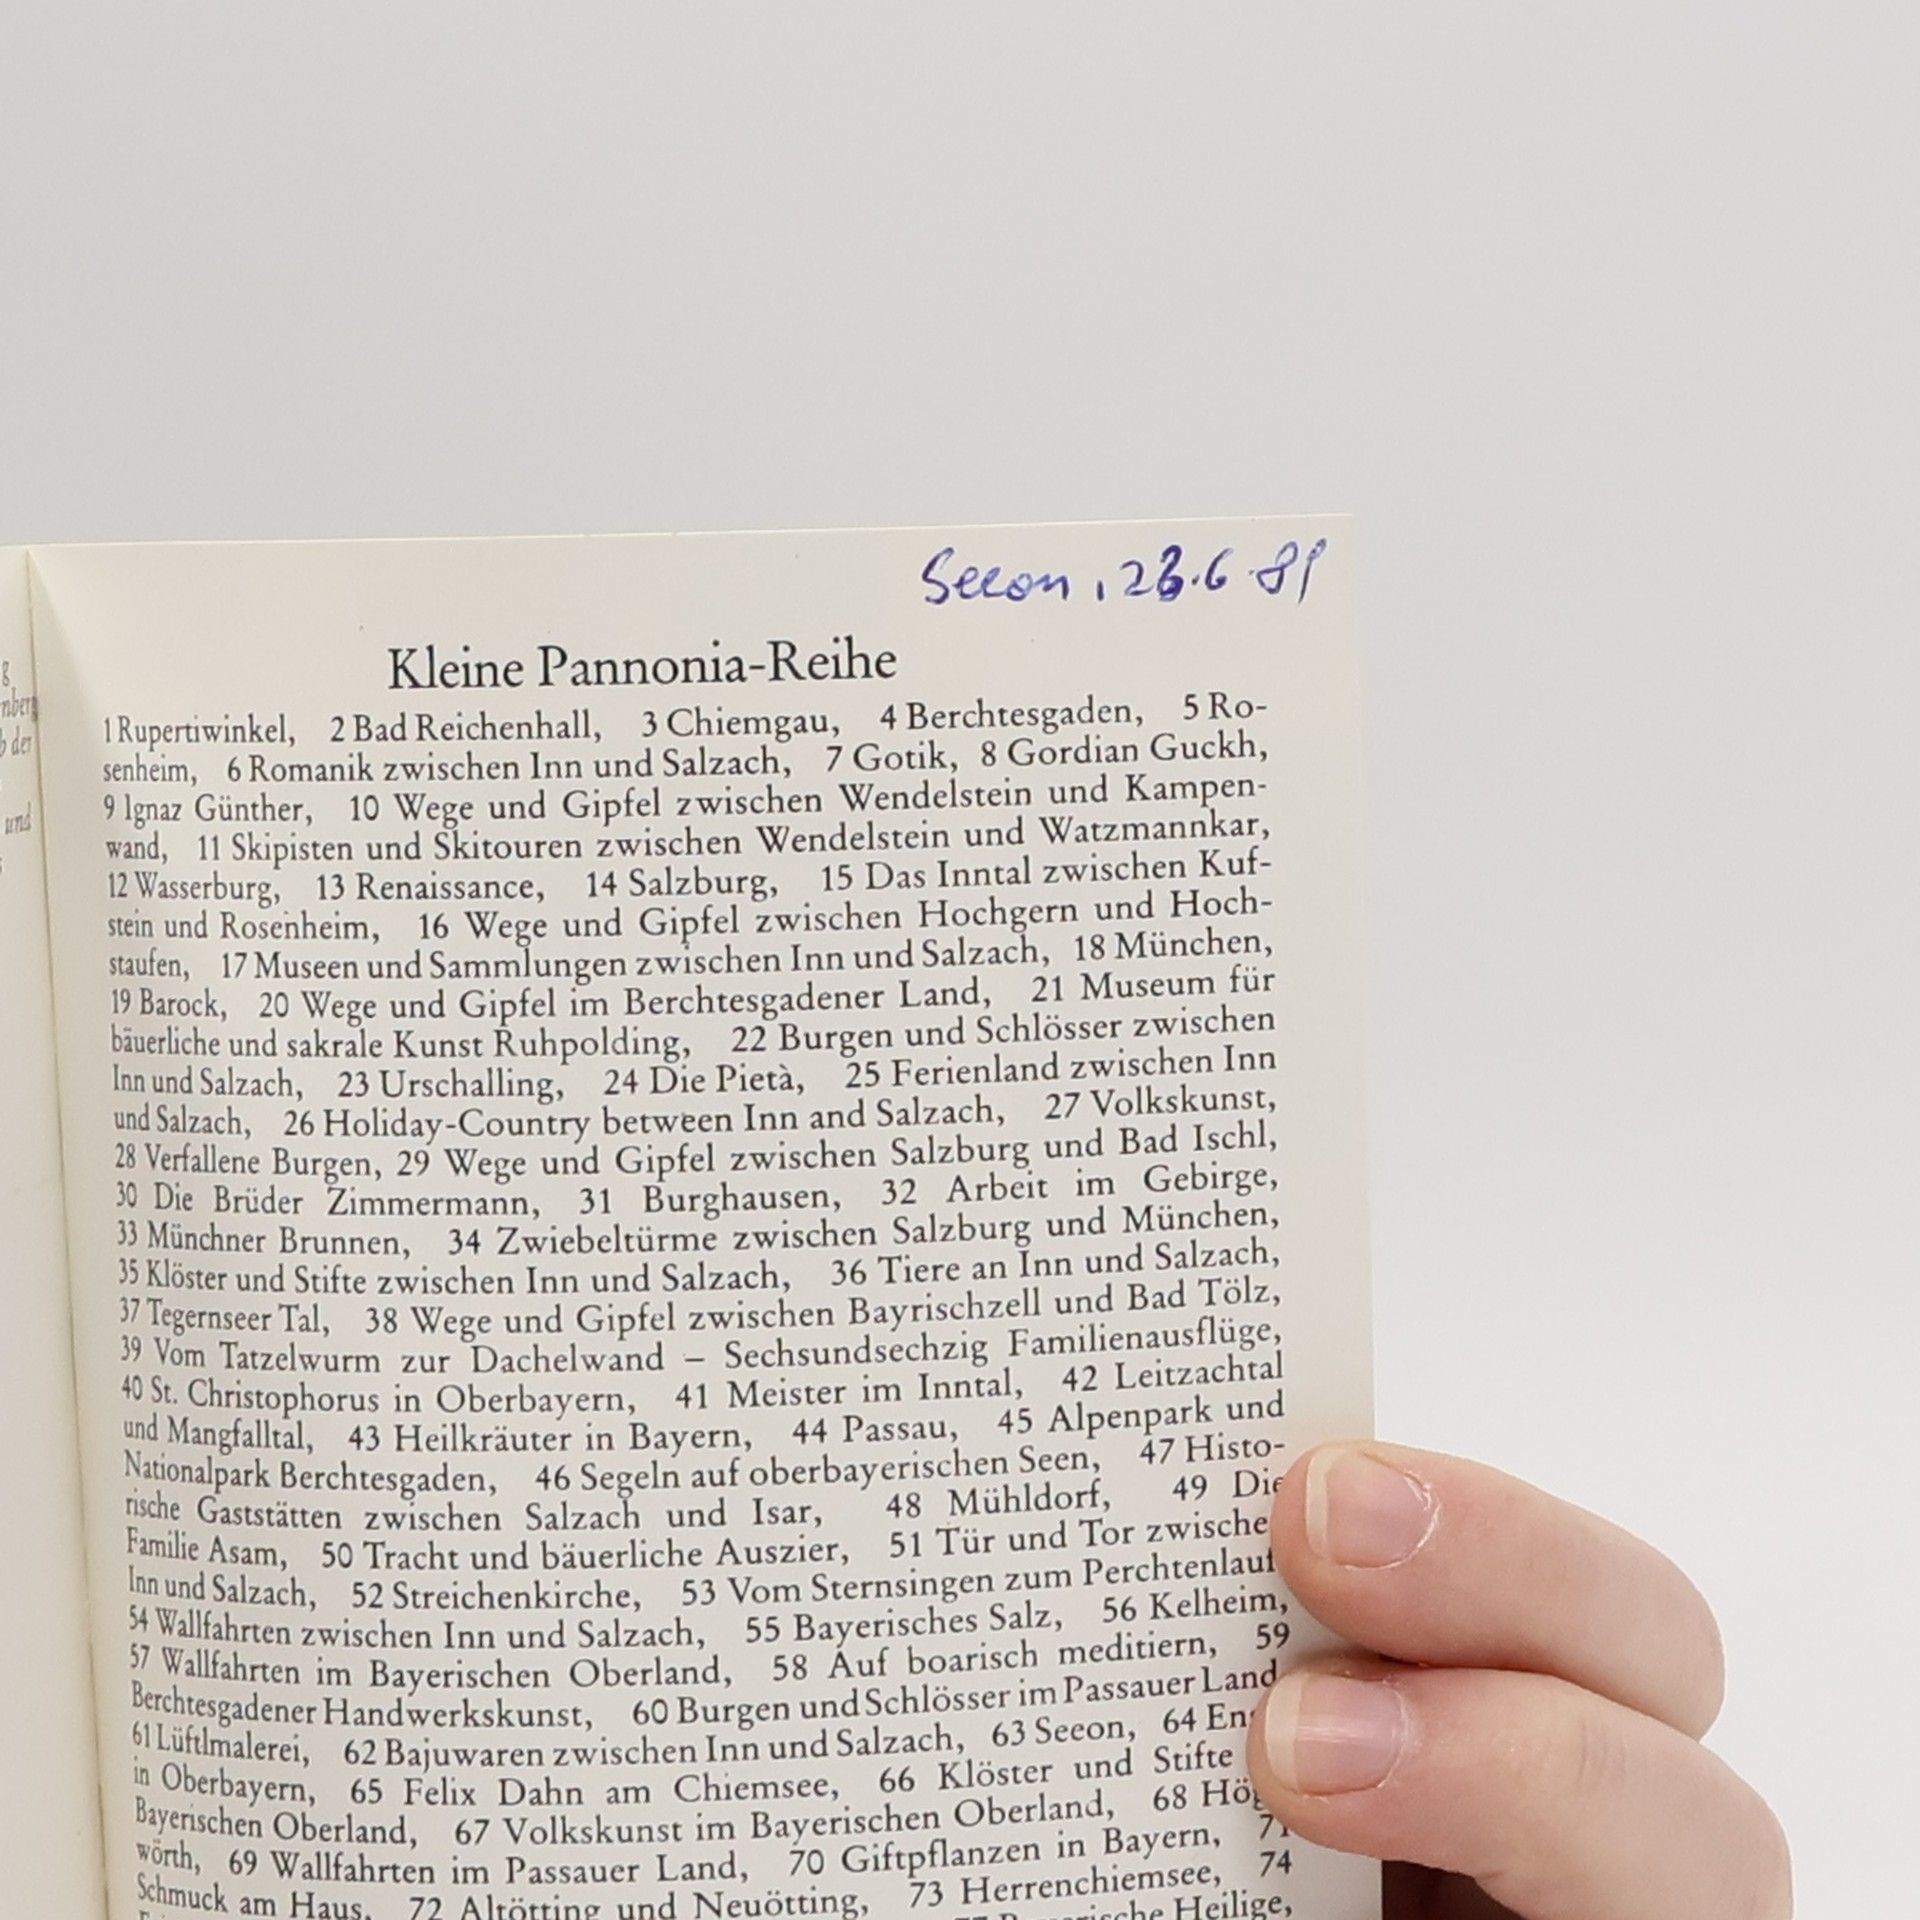 Seeon, 23.6.89
Kleine Pannonia-Reihe
1 Rupertiwinkel, 2 Bad Reichenhall, 3 Chiemgau, 4 Berchtesgaden, 5 Ro-
senheim, 6 Romanik zwischen Inn und Salzach, 7 Gotik, 8 Gordian Guckh,
9 Ignaz Günther, 10 Wege und Gipfel zwischen Wendelstein und Kampen-
wand, 11 Skipisten und Skitouren zwischen Wendelstein und Watzmannkar,
12 Wasserburg, 13 Renaissance, 14 Salzburg, 15 Das Inntal zwischen Kuf-
stein und Rosenheim, 16 Wege und Gipfel zwischen Hochgern und Hoch-
staufen, 17 Museen und Sammlungen zwischen Inn und Salzach, 18 München,
19 Barock, 20 Wege und Gipfel im Berchtesgadener Land, 21 Museum für
bäuerliche und sakrale Kunst Ruhpolding, 22 Burgen und Schlösser zwischen
Inn und Salzach, 23 Urschalling, 24 Die Pietà, 25 Ferienland zwischen Inn
und Salzach, 26 Holiday-Country between Inn and Salzach, 27 Volkskunst,
28 Verfallene Burgen, 29 Wege und Gipfel zwischen Salzburg und Bad Ischl,
30 Die Brüder Zimmermann, 31 Burghausen, 32 Arbeit im Gebirge,
33 Münchner Brunnen, 34 Zwiebeltürme zwischen Salzburg und München,
35 Klöster und Stifte zwischen Inn und Salzach, 36 Tiere an Inn und Salzach,
37 Tegernseer Tal, 38 Wege und Gipfel zwischen Bayrischzell und Bad Tölz,
39 Vom Tatzelwurm zur Dachelwand – Sechsundsechzig Familienausflüge,
40 St. Christophorus in Oberbayern, 41 Meister im Inntal, 42 Leitzachtal
und Mangfalltal, 43 Heilkräuter in Bayern, 44 Passau, 45 Alpenpark und
Nationalpark Berchtesgaden, 46 Segeln auf oberbayerischen Seen, 47 Histo-
rische Gaststätten zwischen Salzach und Isar, 48 Mühldorf, 49 Die
Familie Asam, 50 Tracht und bäuerliche Auszier, 51 Tür und Tor zwische
Inn und Salzach, 52 Streichenkirche, 53 Vom Sternsingen zum Perchtenlauf
54 Wallfahrten zwischen Inn und Salzach, 55 Bayerisches Salz, 56 Kelheim,
57 Wallfahrten im Bayerischen Oberland, 58 Auf boarisch meditiern, 59
Berchtesgadener Handwerkskunst, 60 Burgen und Schlösser im Passauer Land
61 Lüftlmalerei, 62 Bajuwaren zwischen Inn und Salzach, 63 Seeon, 64
in Oberbayern, 65 Felix Dahn am Chiemsee, 66 Klöster und Stifte
Bayerischen Oberland, 67 Volkskunst im Bayerischen Oberland, 68 Hög
wörth, 69 Wallfahrten im Passauer Land, 70 Giftpflanzen in Bayern, 71
Schmuck am Haus, 72 Altötting und Neuötting, 73 Herrenchiemsee, 74
Heilige,
und